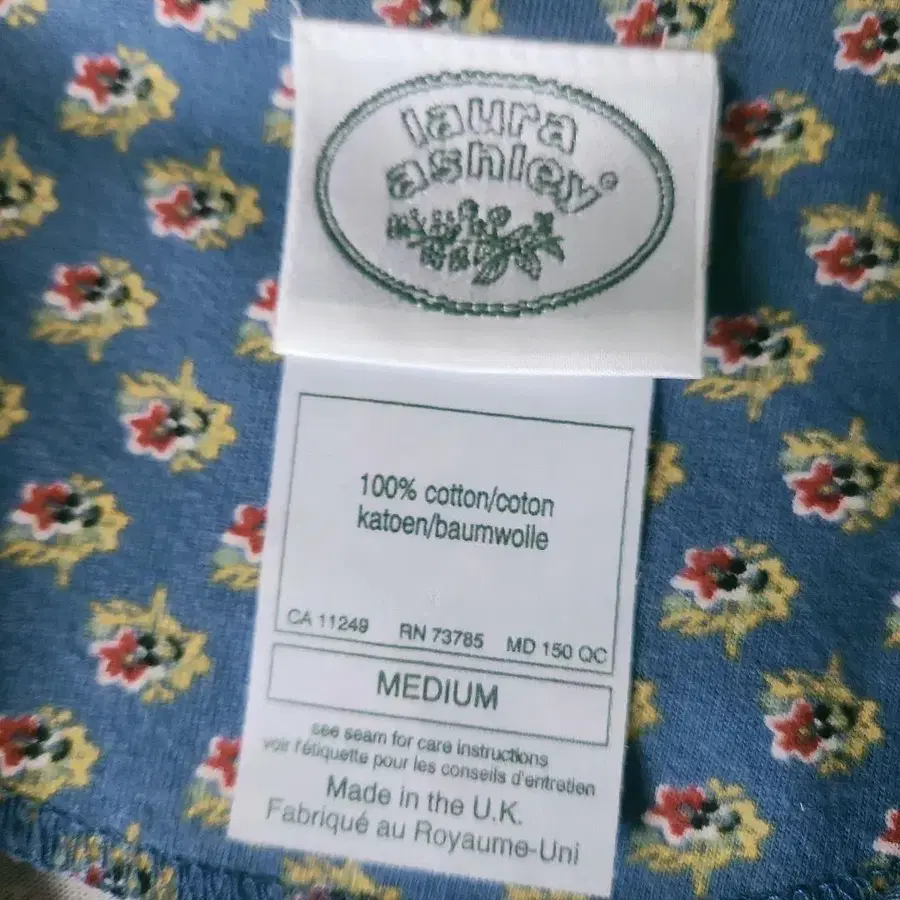 laura
ashley®
100% cotton/coton
katoen/baumwolle
CA 11249 RN 73785 MD 150 QC
MEDIUM
see seam for care instructions
voir l'étiquette pour les conseils d'entretien
Made in the U.K.
Fabriqué au Royaume-Uni